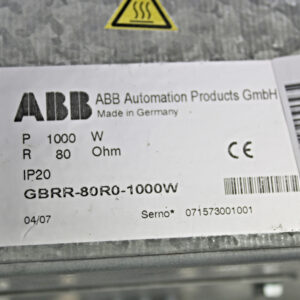 ABB ABB Automation Products GmbH
Made in Germany
P 1000 W
R 80 Ohm
IP20
CE
GBRR-80R0-1000W
04/07 Serno* 071573001001